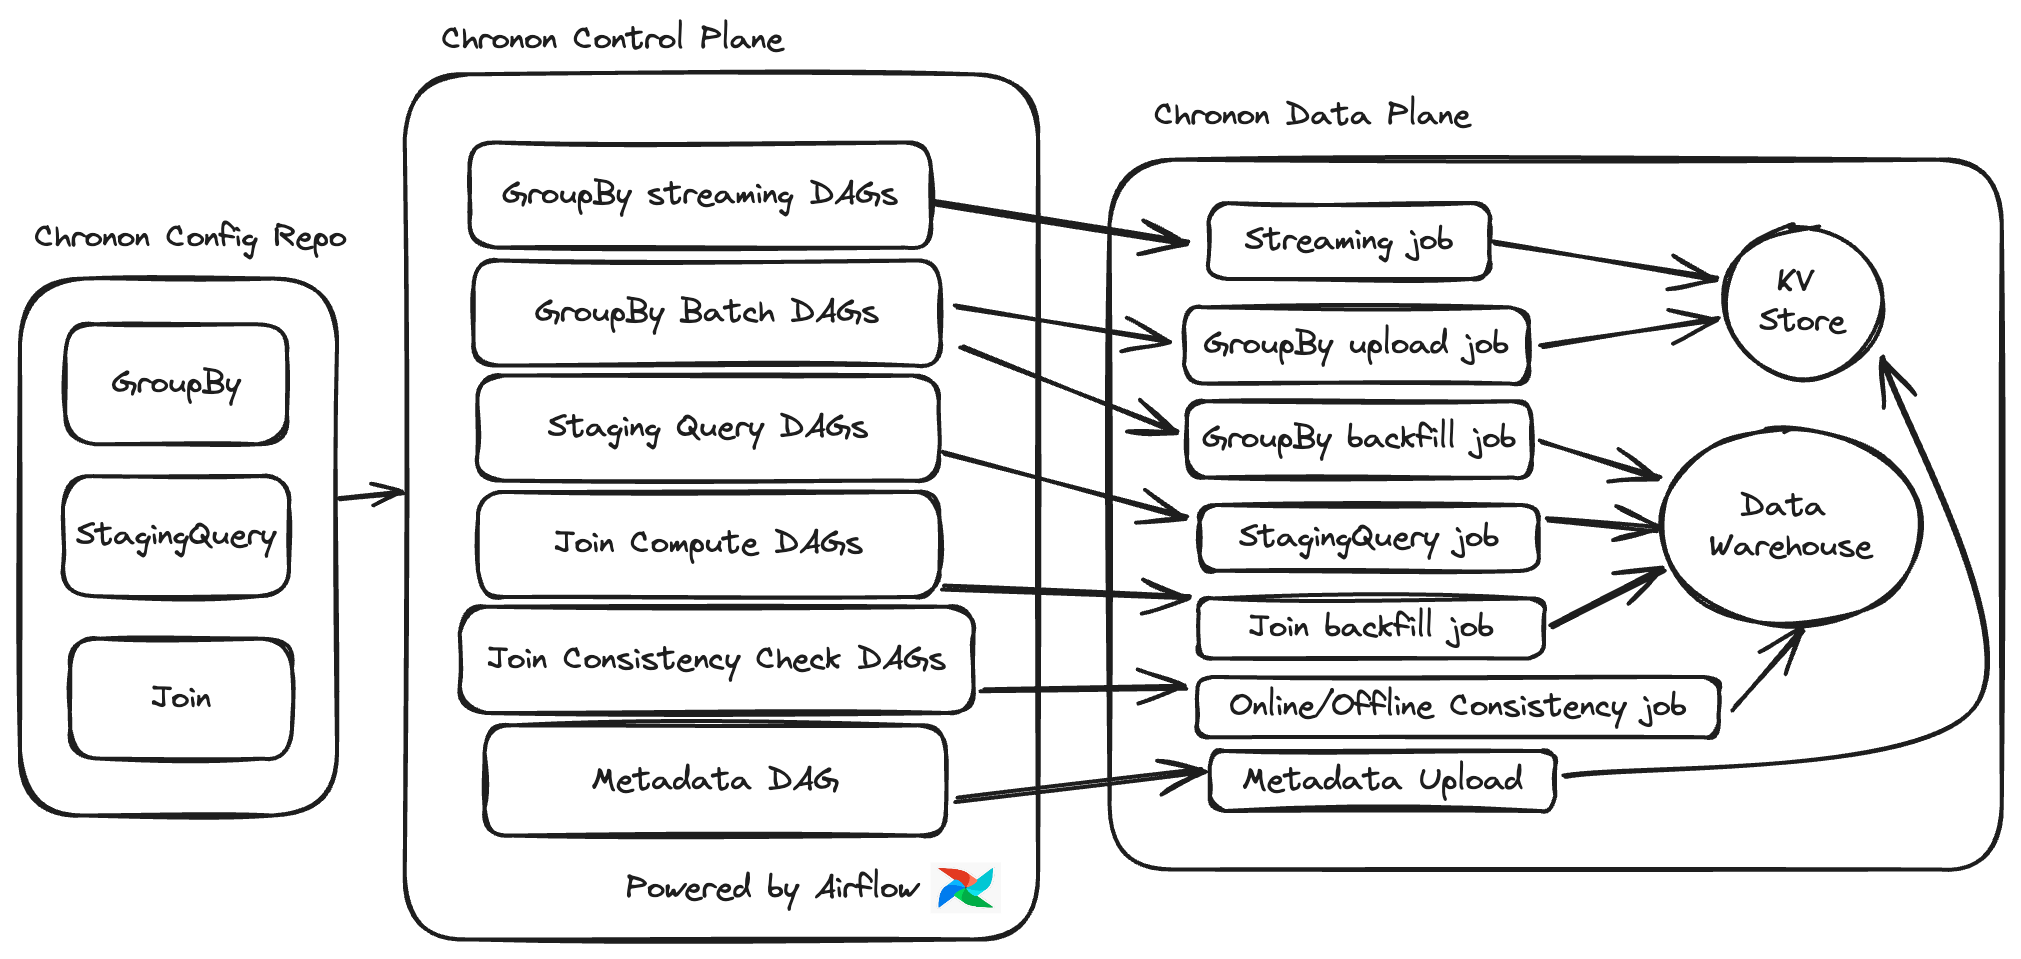 Chronon Control Plane
Chronon Data Plane
Chronon Config Repo
GroupBy
StagingQuery
Join
GroupBy streaming DAGs
GroupBy Batch DAGs
Staging Query DAGs
Join Compute DAGs
Join Consistency Check DAGs
Metadata DAG
Powered by Airflow
Streaming job
GroupBy upload job
GroupBy backfill job
StagingQuery job
Join backfill job
Online/Offline Consistency job
Metadata Upload
KV
Store
Data
Warehouse